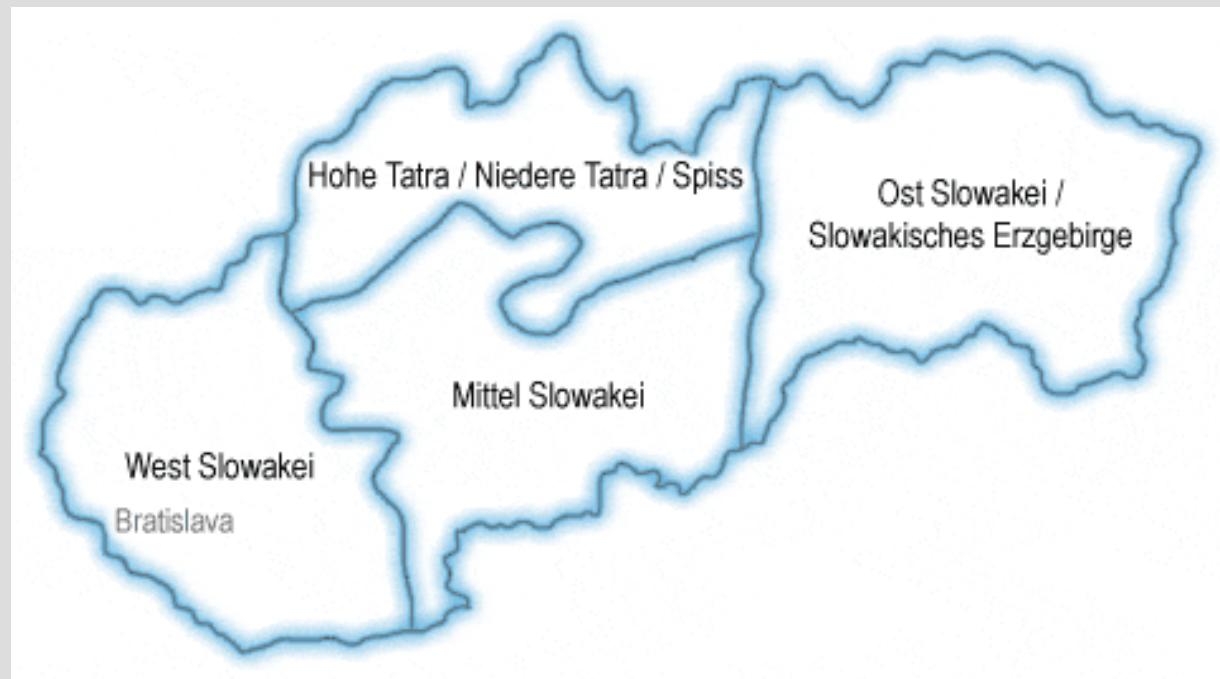 Hohe Tatra / Niedere Tatra / Spiss
Ost Slowakei /
Slowakisches Erzgebirge
Mittel Slowakei
West Slowakei
Bratislava